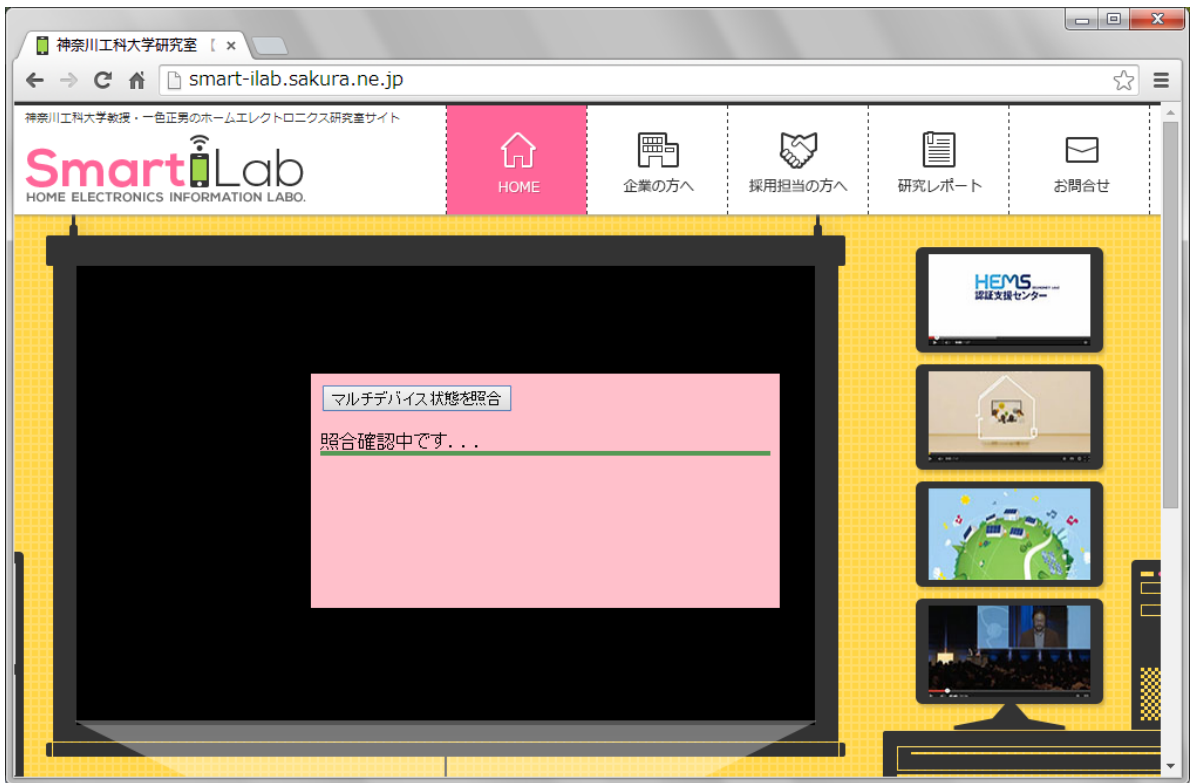 神奈川工科大学研究室 【
smart-ilab.sakura.ne.jp
神奈川工科大学教授・一色正男のホームエレクトロニクス研究室サイト
Smart iLab
HOME ELECTRONICS INFORMATION LABO.
HOME
企業の方へ
採用担当の方へ
研究レポート
お問合せ
HEMS
認証支援センター
マルチデバイス状態を照合
照合確認中です...